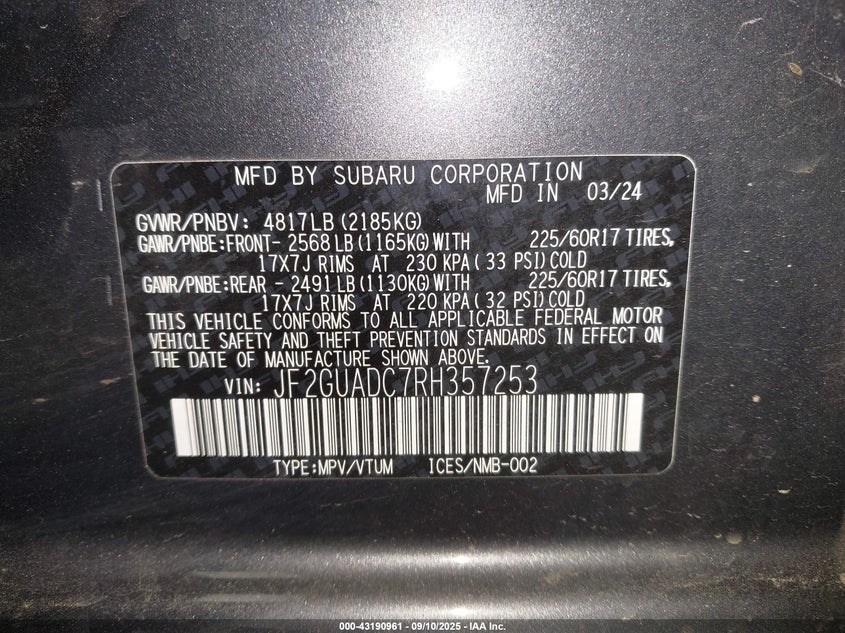 MFD BY SUBARU CORPORATION
MFD IN 03/24
GVWR/PNBV: 4817LB (2185KG)
GAWR/PNBE:FRONT- 2568 LB (1165KG) WITH 225/60R17 TIRES,
17X7J RIMS AT 230 KPA ( 33 PSI) COLD
GAWR/PNBE:REAR - 2491 LB (1130KG) WITH 225/60R17 TIRES,
17X7J RIMS AT 220 KPA ( 32 PSI) COLD
THIS VEHICLE CONFORMS TO ALL APPLICABLE FEDERAL MOTOR
VEHICLE SAFETY AND THEFT PREVENTION STANDARDS IN EFFECT ON
THE DATE OF MANUFACTURE SHOWN ABOVE.
VIN: JF2GUADC7RH357253
TYPE:MPV/VTUM ICES/NMB-002
000-43190961 - 09/10/2025 - IAA Inc.